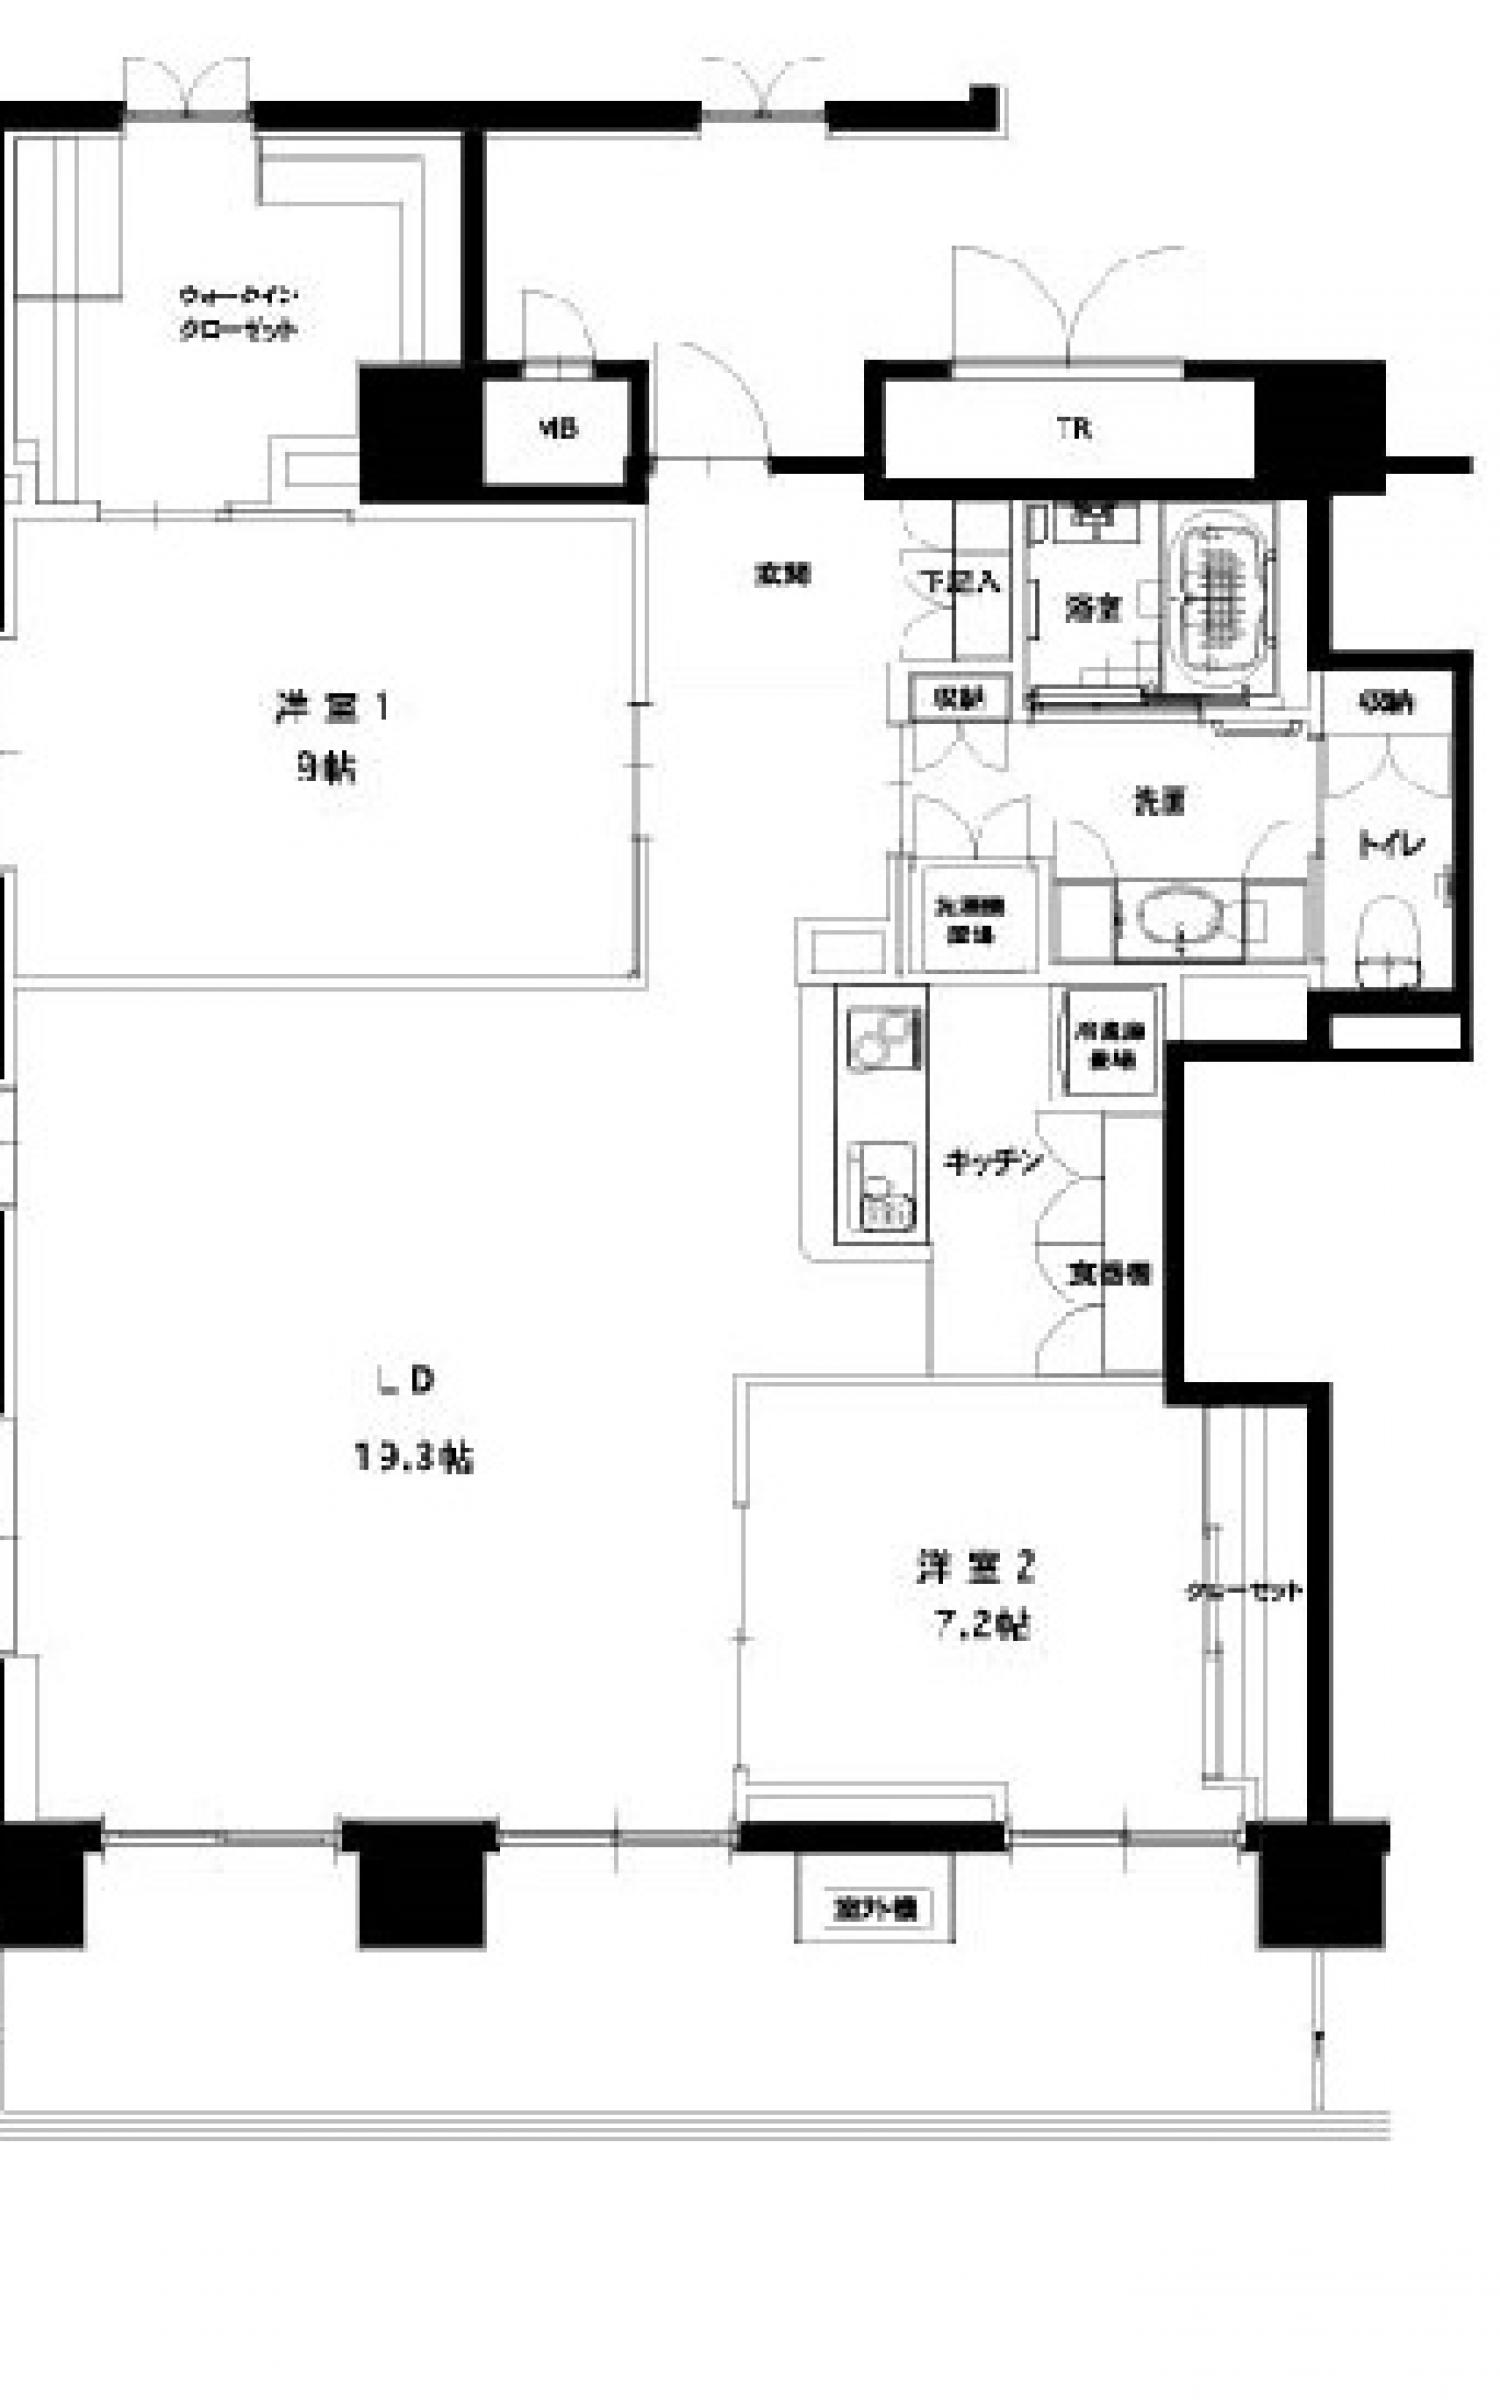 ウォークイン
クローゼット
MB
TR
玄関
下足入
浴室
収納
収納
洋室1
9帖
洗面
トイレ
洗濯機
置場
冷蔵庫
置場
キッチン
食器棚
LD
19.3帖
洋室2
7.2帖
クローゼット
室外機